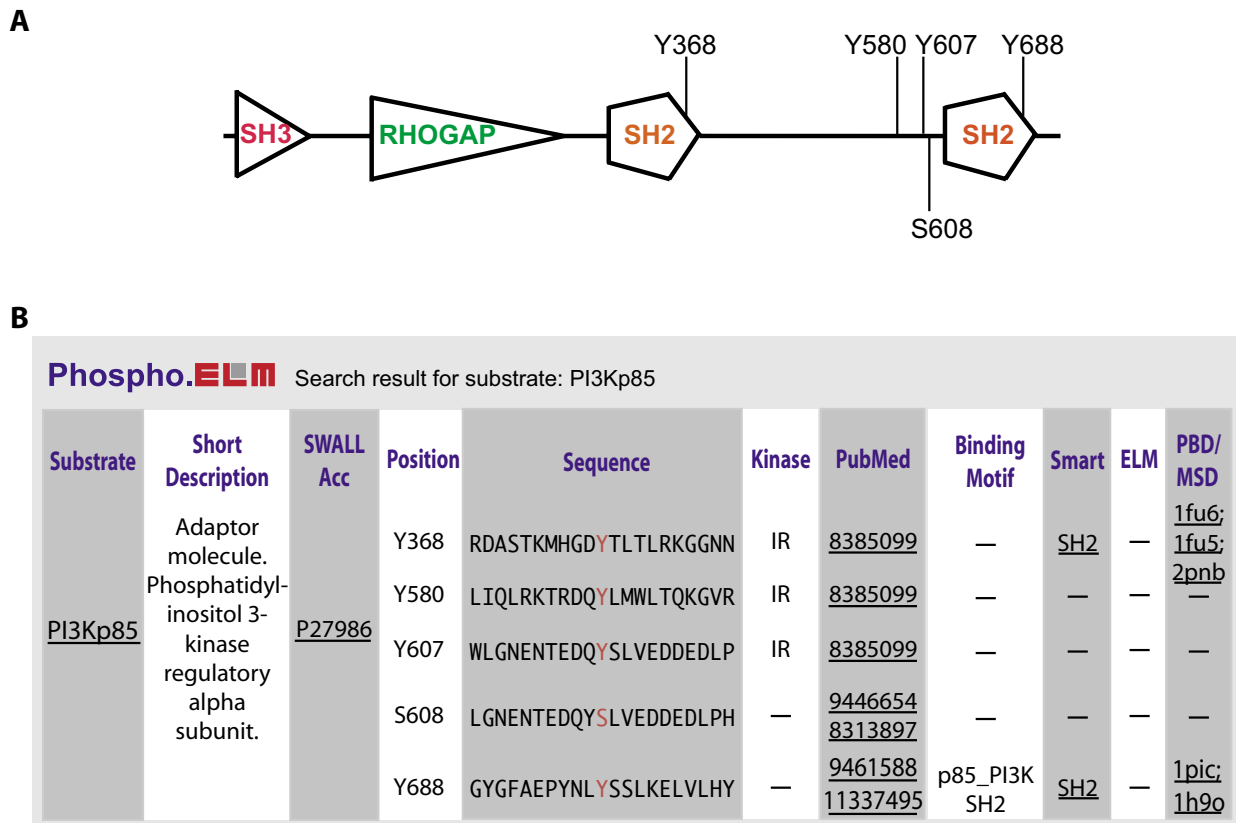 A
Y368
Y580 Y607
Y688
SH3
RHOGAP
SH2
SH2
S608
B
Phospho.ELM Search result for substrate: PI3Kp85
Substrate Short Description SWALL Acc Position Sequence Kinase PubMed Binding Motif Smart ELM PBD/MSD
PI3Kp85
Adaptor
molecule.
Phosphatidyl-
inositol 3-
kinase
regulatory
alpha
subunit.
P27986
Y368 RDASTKMHGDYTLTLRKGGNN IR 8385099 — SH2 — 1fu6; 1fu5; 2pnb
Y580 LIQLRKTRDQYLMWLTQKGVR IR 8385099 — — — —
Y607 WLGNENTEDQYSLVEDDEDLP IR 8385099 — — — —
S608 LGNENTEDQYSLVEDDEDLPH — 9446654 8313897 — — — —
Y688 GYGFAEPYNLYSSLKELVLHY — 9461588 11337495 p85_PI3K SH2 SH2 — 1pic; 1h9o